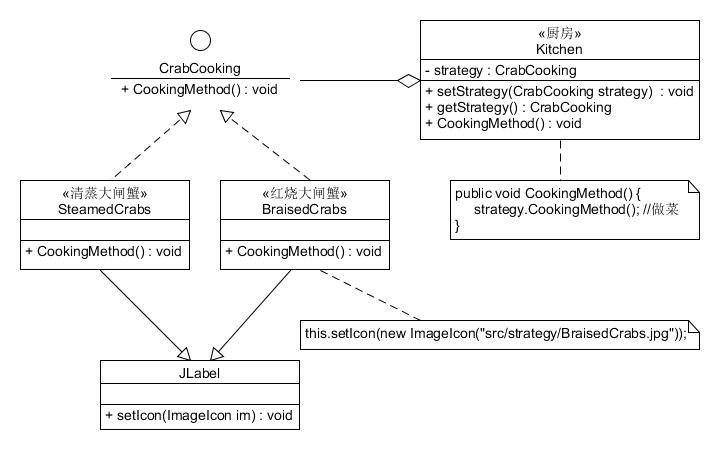 CrabCooking
+ CookingMethod() : void
«厨房»
Kitchen
- strategy : CrabCooking
+ setStrategy(CrabCooking strategy) : void
+ getStrategy() : CrabCooking
+ CookingMethod() : void
public void CookingMethod() {
strategy.CookingMethod(); //做菜
}
«清蒸大闸蟹»
SteamedCrabs
+ CookingMethod() : void
«红烧大闸蟹»
BraisedCrabs
+ CookingMethod() : void
this.setIcon(new ImageIcon("src/strategy/BraisedCrabs.jpg"));
JLabel
+ setIcon(ImageIcon im) : void